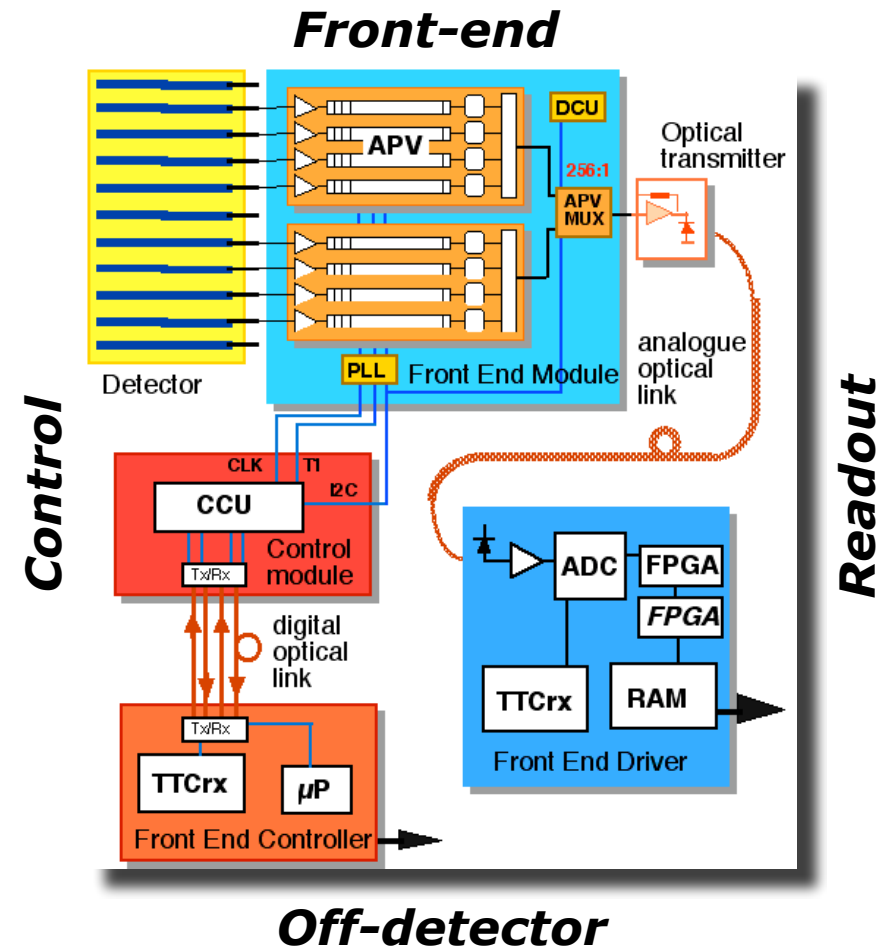 Front-end
APV
DCU
256:1
APV
MUX
Optical
transmitter
PLL
Front End Module
Detector
analogue
optical
link
Control
Readout
CLK
T1
I2C
CCU
Control
module
Tx/Rx
digital
optical
link
Tx/Rx
TTCrx
µP
Front End Controller
ADC
FPGA
FPGA
TTCrx
RAM
Front End Driver
Off-detector